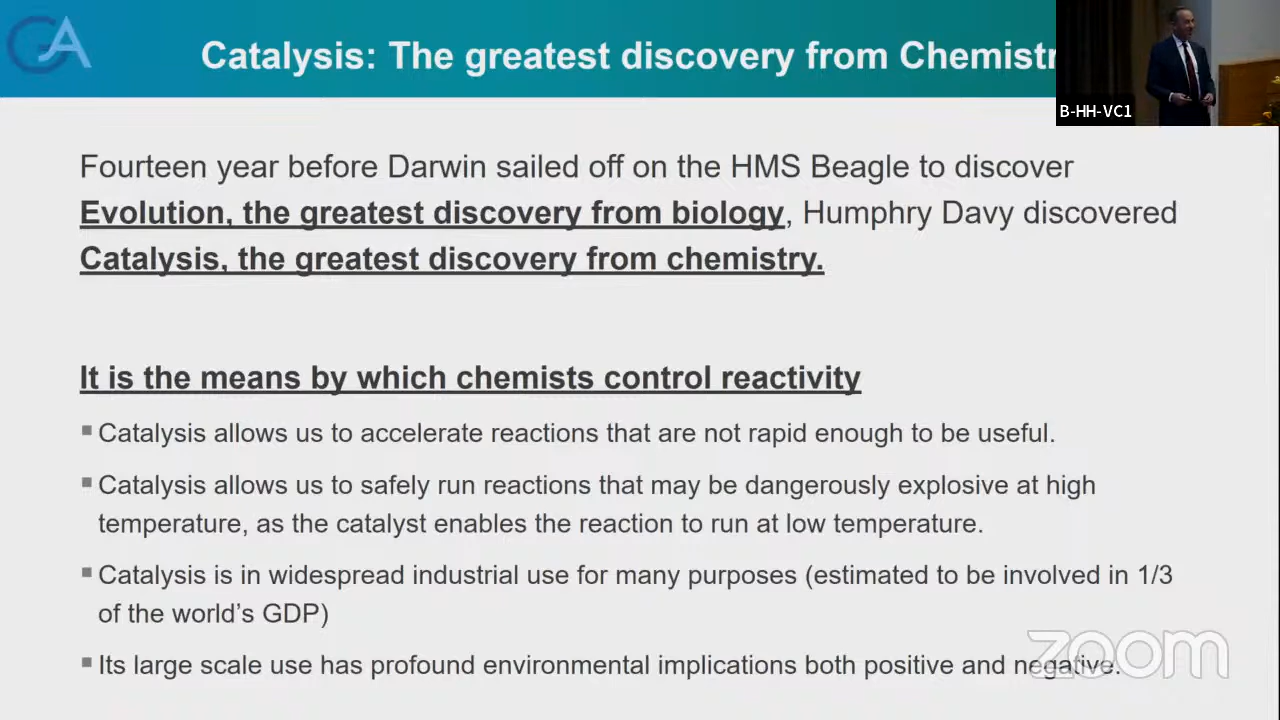 GA
Catalysis: The greatest discovery from Chemistr
B-HH-VC1
Fourteen year before Darwin sailed off on the HMS Beagle to discover
Evolution, the greatest discovery from biology, Humphry Davy discovered
Catalysis, the greatest discovery from chemistry.
It is the means by which chemists control reactivity
▪ Catalysis allows us to accelerate reactions that are not rapid enough to be useful.
▪ Catalysis allows us to safely run reactions that may be dangerously explosive at high
temperature, as the catalyst enables the reaction to run at low temperature.
▪ Catalysis is in widespread industrial use for many purposes (estimated to be involved in 1/3
of the world’s GDP)
▪ Its large scale use has profound environmental implications both positive and negative.
zoom